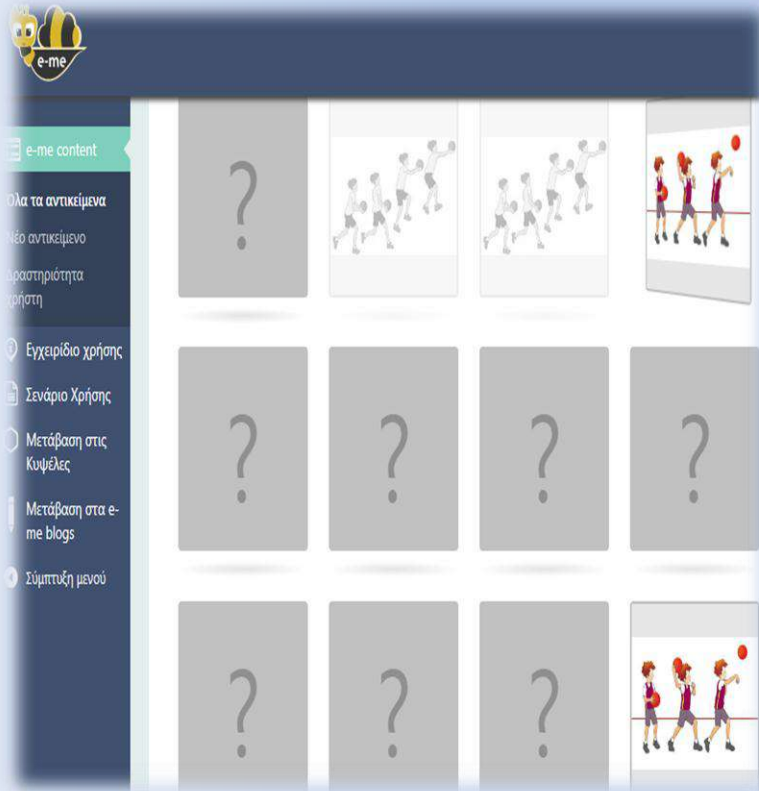 e-me
e-me content
Όλα τα αντικείμενα
Νέο αντικείμενο
Δραστηριότητα
χρήστη
Εγχειρίδιο χρήσης
Σενάριο Χρήσης
Μετάβαση στις
Κυψέλες
Μετάβαση στα e-
me blogs
Σύμπτυξη μενού
?
?
?
?
?
?
?
?